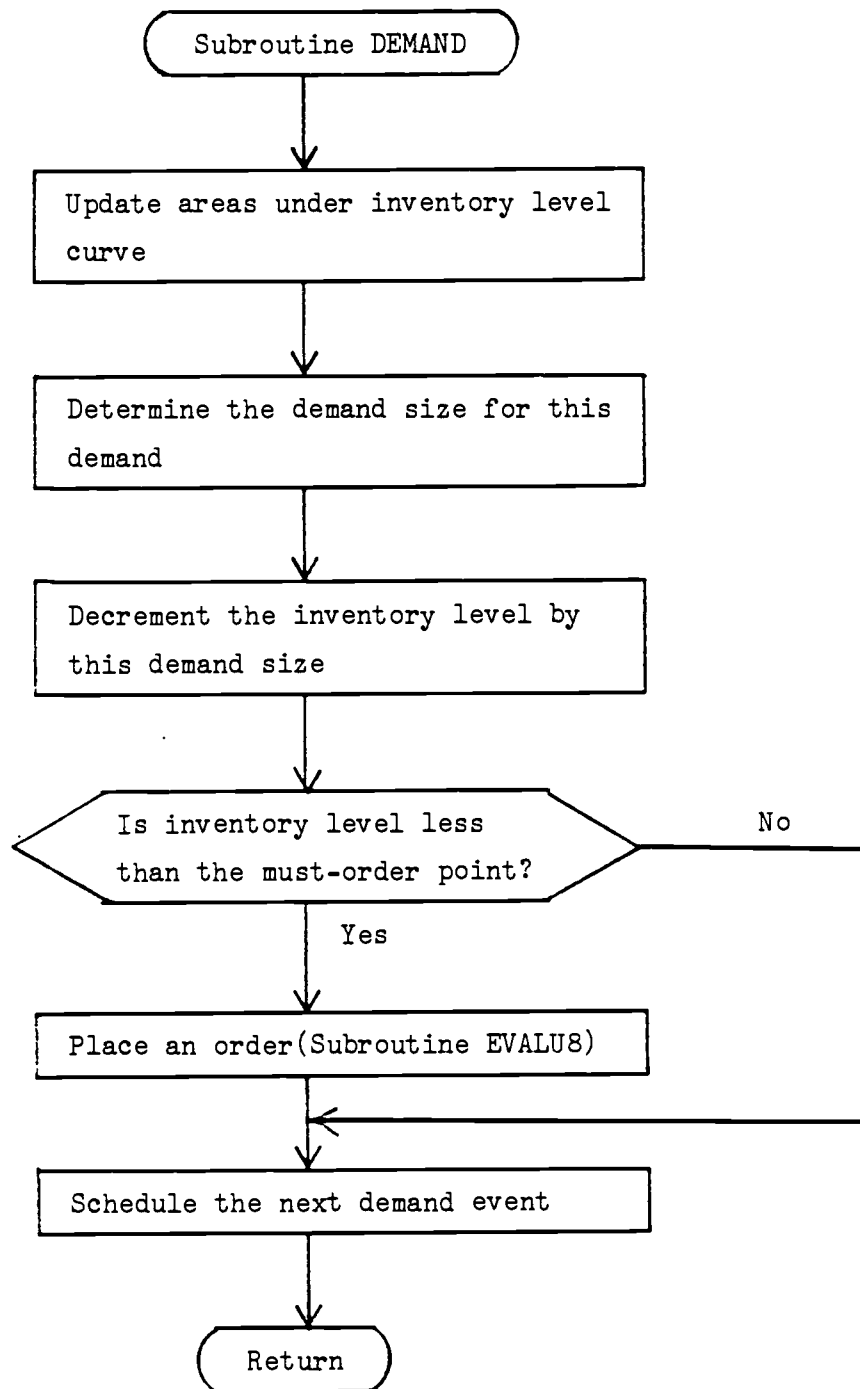 Subroutine DEMAND
Update areas under inventory level
curve
Determine the demand size for this
demand
Decrement the inventory level by
this demand size
Is inventory level less
than the must-order point?
No
Yes
Place an order(Subroutine EVALU8)
Schedule the next demand event
Return